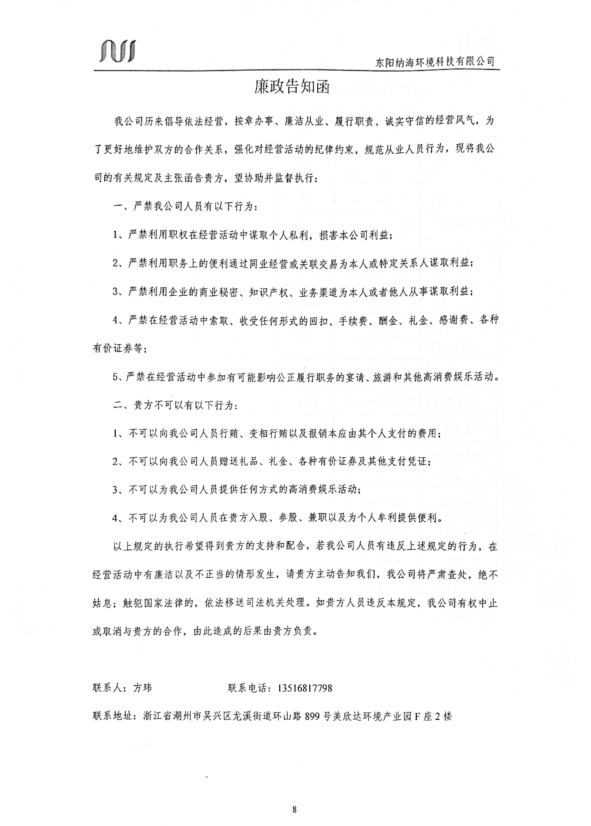 东阳纳海环境科技有限公司
廉政告知函
我公司历来倡导依法经营，按章办事、廉洁从业、履行职责、诚实守信的经营风气，为
了更好地维护双方的合作关系，强化对经营活动的纪律约束，规范从业人员行为，现将我公
司的有关规定及主张函告贵方，望协助并监督执行：
一、严禁我公司人员有以下行为：
1、严禁利用职权在经营活动中谋取个人私利，损害本公司利益；
2、严禁利用职务上的便利通过同业经营或关联交易为本人或特定关系人谋取利益；
3、严禁利用企业的商业秘密、知识产权、业务渠道为本人或者他人从事谋取利益；
4、严禁在经营活动中索取、收受任何形式的回扣、手续费、酬金、礼金、感谢费、各种
有价证券等；
5、严禁在经营活动中参加有可能影响公正履行职务的宴请、旅游和其他高消费娱乐活动。
二、贵方不可以有以下行为：
1、不可以向我公司人员行贿、变相行贿以及报销本应由其个人支付的费用；
2、不可以向我公司人员赠送礼品、礼金、各种有价证券及其他支付凭证；
3、不可以为我公司人员提供任何方式的高消费娱乐活动；
4、不可以为我公司人员在贵方入股、参股、兼职以及为个人牟利提供便利。
以上规定的执行希望得到贵方的支持和配合，若我公司人员有违反上述规定的行为，在
经营活动中有廉洁以及不正当的情形发生，请贵方主动告知我们，我公司将严肃查处，绝不
姑息；触犯国家法律的，依法移送司法机关处理。如贵方人员违反本规定，我公司有权中止
或取消与贵方的合作，由此造成的后果由贵方负责。
联系人：方玮 联系电话：13516817798
联系地址：浙江省湖州市吴兴区龙溪街道环山路 899 号美欣达环境产业园 F 座 2 楼
8